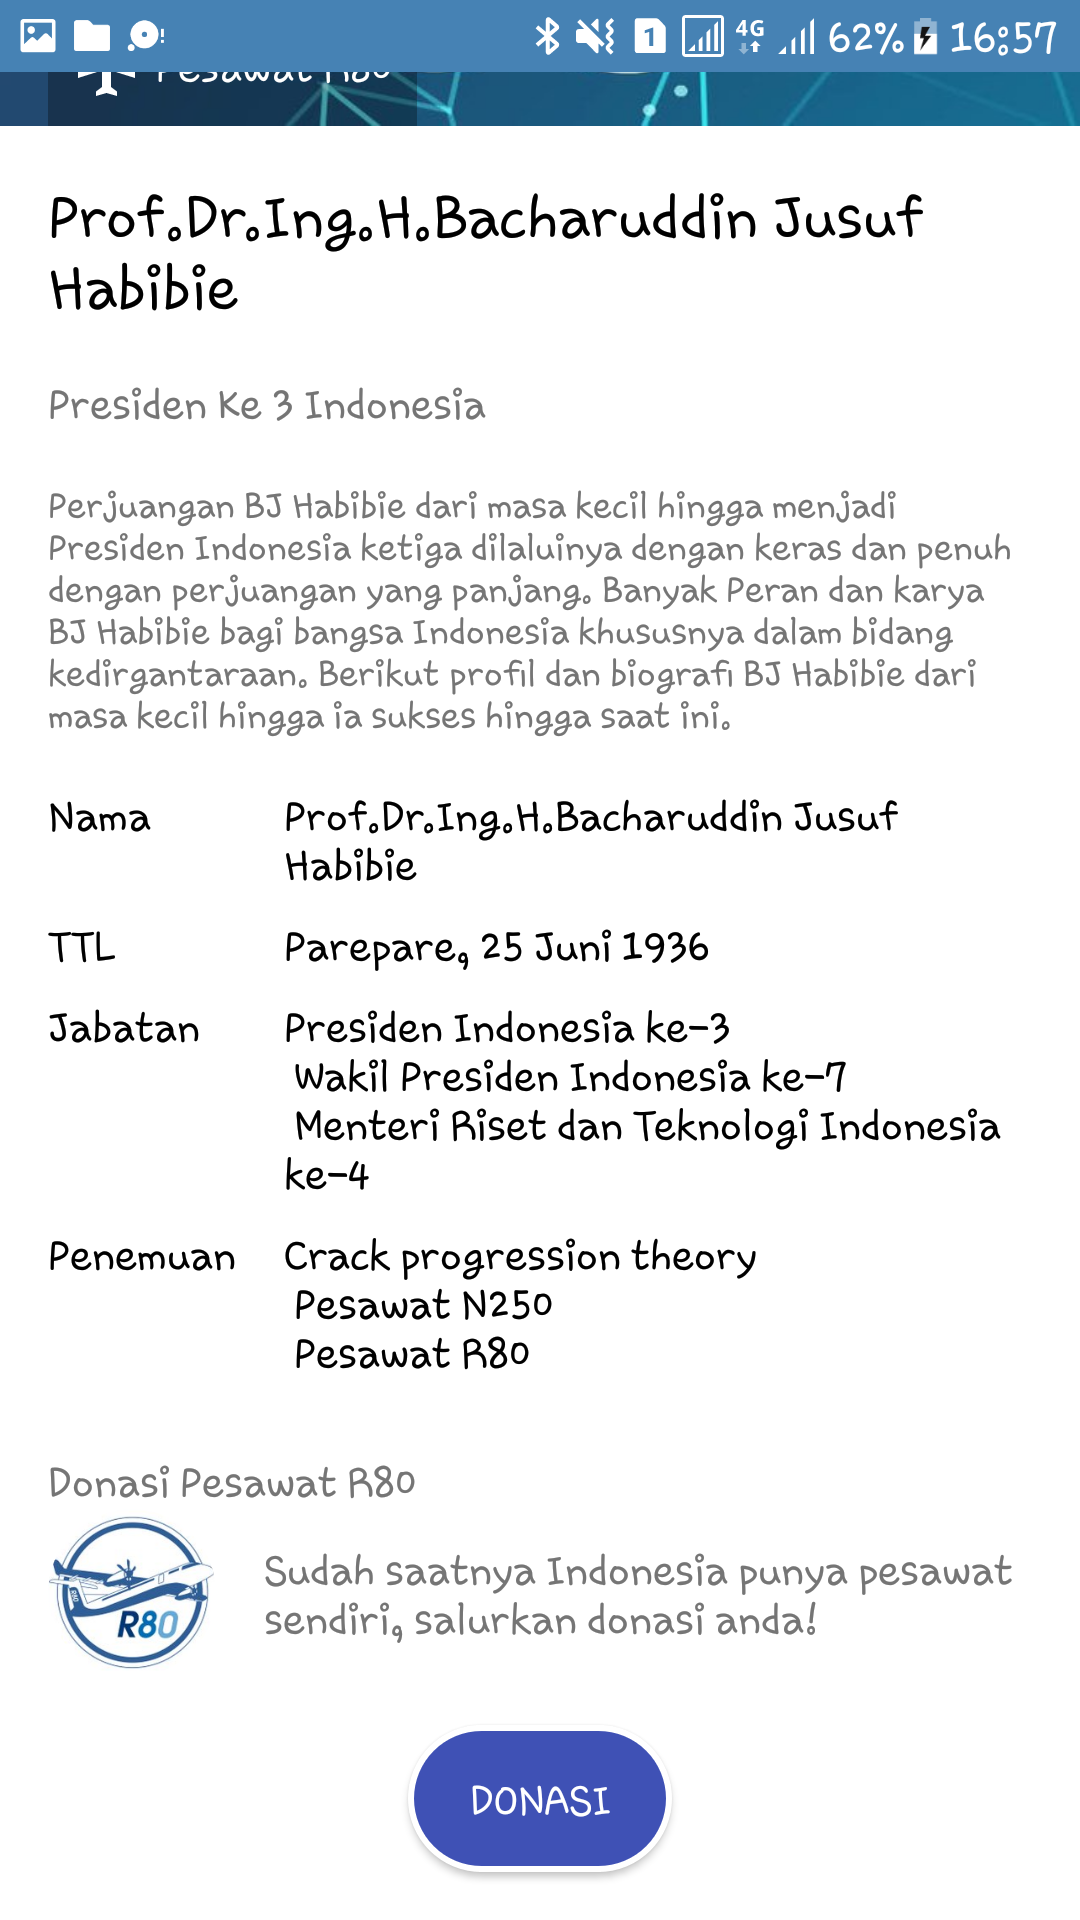 1 4G 62% 16:57
Pesawat R80
Prof.Dr.Ing.H.Bacharuddin Jusuf
Habibie
Presiden Ke 3 Indonesia
Perjuangan BJ Habibie dari masa kecil hingga menjadi
Presiden Indonesia ketiga dilaluinya dengan keras dan penuh
dengan perjuangan yang panjang. Banyak Peran dan karya
BJ Habibie bagi bangsa Indonesia khususnya dalam bidang
kedirgantaraan. Berikut profil dan biografi BJ Habibie dari
masa kecil hingga ia sukses hingga saat ini.
Nama Prof.Dr.Ing.H.Bacharuddin Jusuf
Habibie
TTL Parepare, 25 Juni 1936
Jabatan Presiden Indonesia ke-3
Wakil Presiden Indonesia ke-7
Menteri Riset dan Teknologi Indonesia
ke-4
Penemuan Crack progression theory
Pesawat N250
Pesawat R80
Donasi Pesawat R80
R80
Sudah saatnya Indonesia punya pesawat
sendiri, salurkan donasi anda!
DONASI